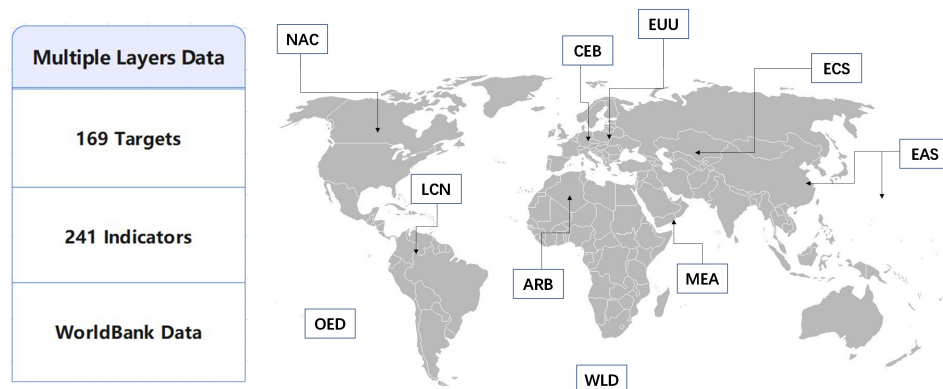 Multiple Layers Data
169 Targets
241 Indicators
WorldBank Data
NAC
CEB
EUU
ECS
EAS
LCN
ARB
MEA
OED
WLD